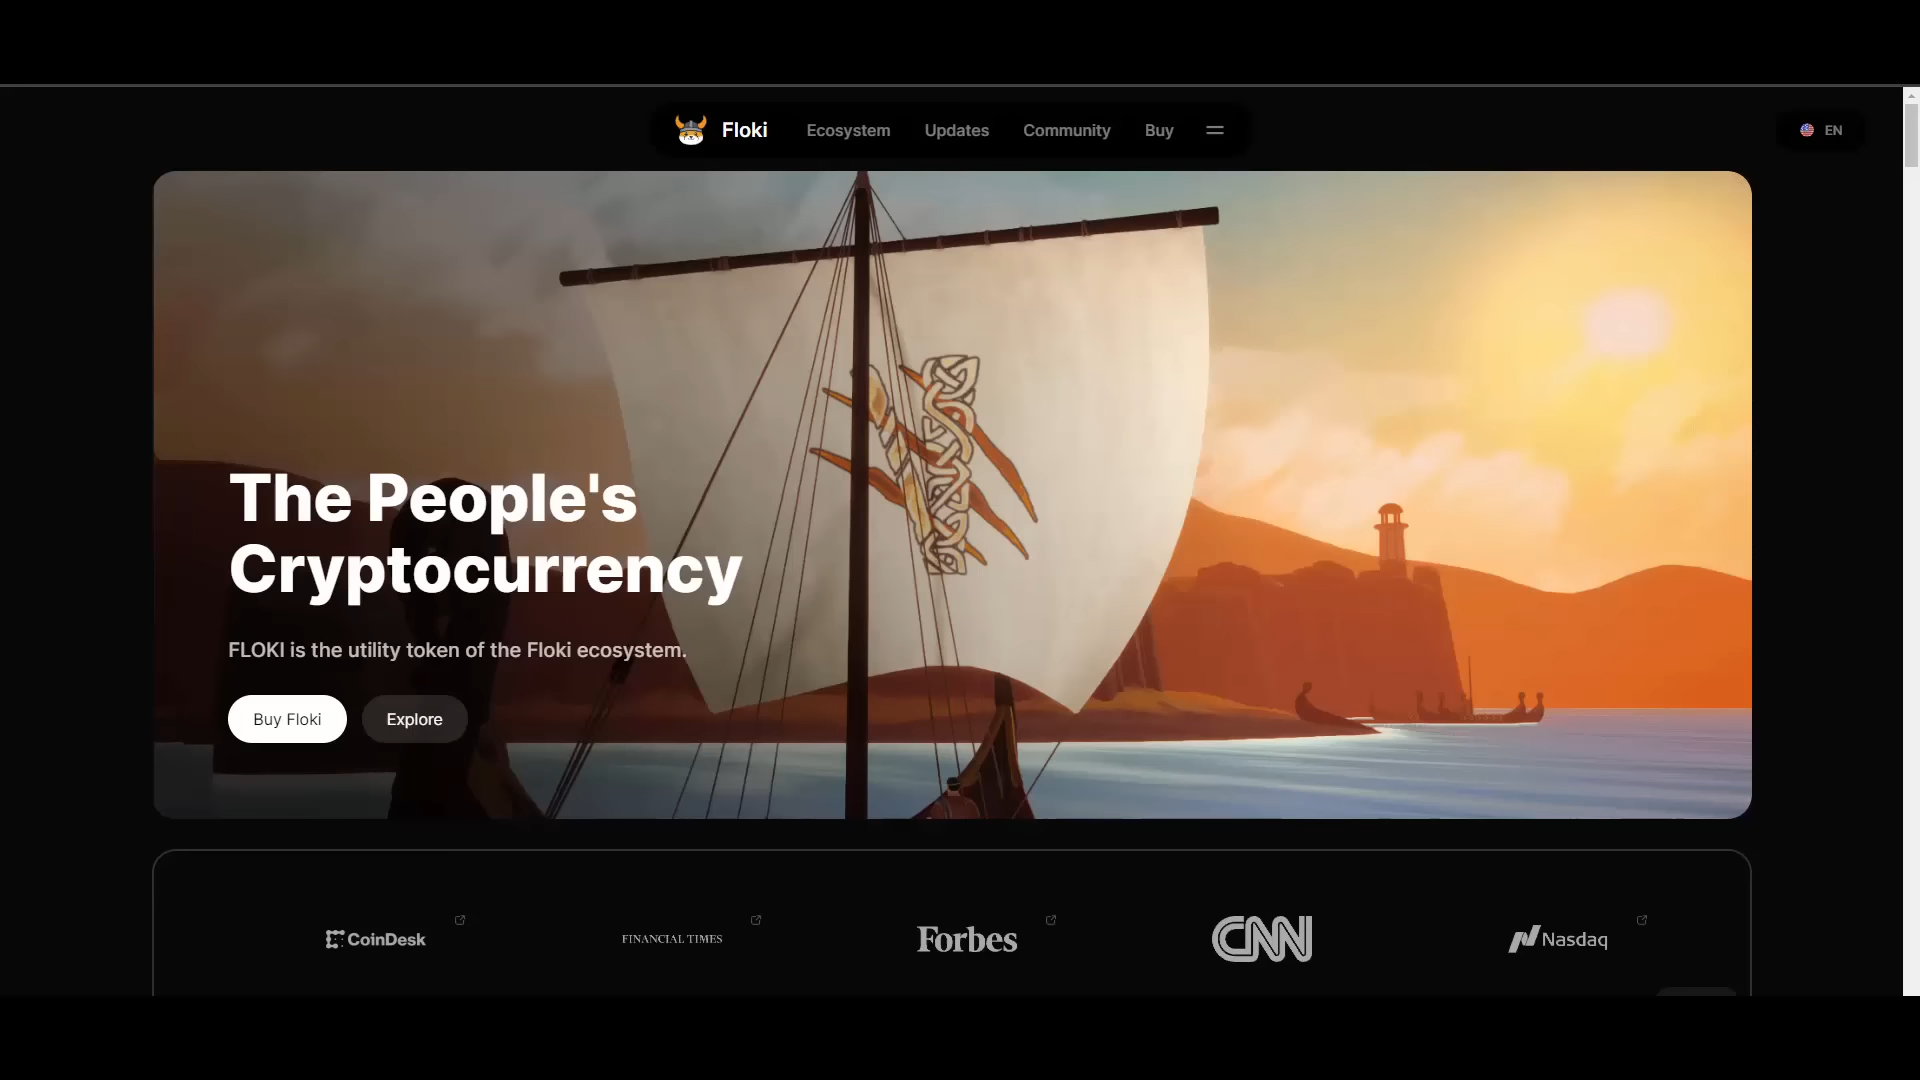 Floki
Ecosystem
Updates
Community
Buy
EN
The People's
Cryptocurrency
FLOKI is the utility token of the Floki ecosystem.
Buy Floki
Explore
CoinDesk
FINANCIAL TIMES
Forbes
CNN
Nasdaq